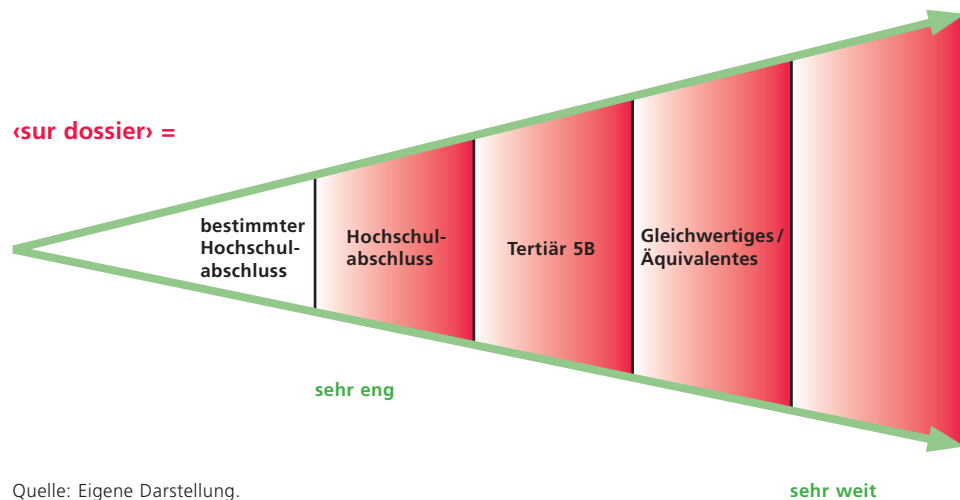 ‹sur dossier› =
bestimmter
Hochschul-
abschluss
Hochschul-
abschluss
Tertiär 5B
Gleichwertiges/
Äquivalentes
sehr eng
sehr weit
Quelle: Eigene Darstellung.